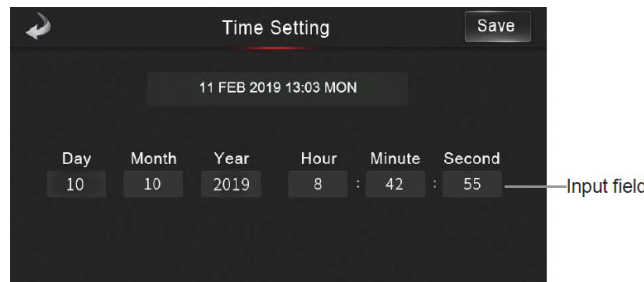 Time Setting Save
11 FEB 2019 13:03 MON
Day Month Year Hour Minute Second
10 10 2019 8 : 42 : 55 Input field